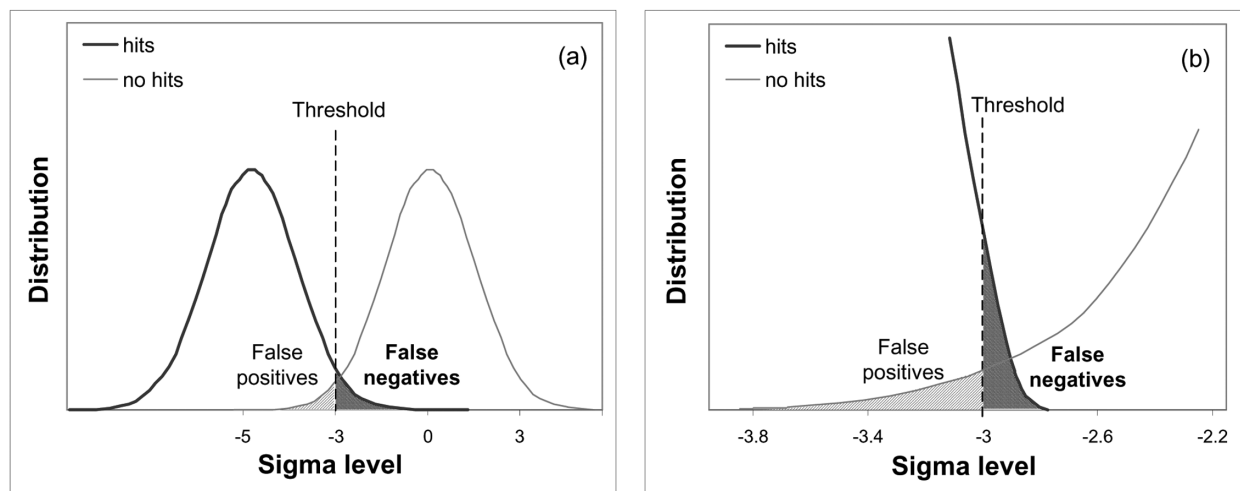 hits
no hits
(a)
Threshold
Distribution
False
positives
False
negatives
-5
-3
0
3
Sigma level
hits
no hits
(b)
Threshold
Distribution
False
positives
False
negatives
-3.8
-3.4
-3
-2.6
-2.2
Sigma level